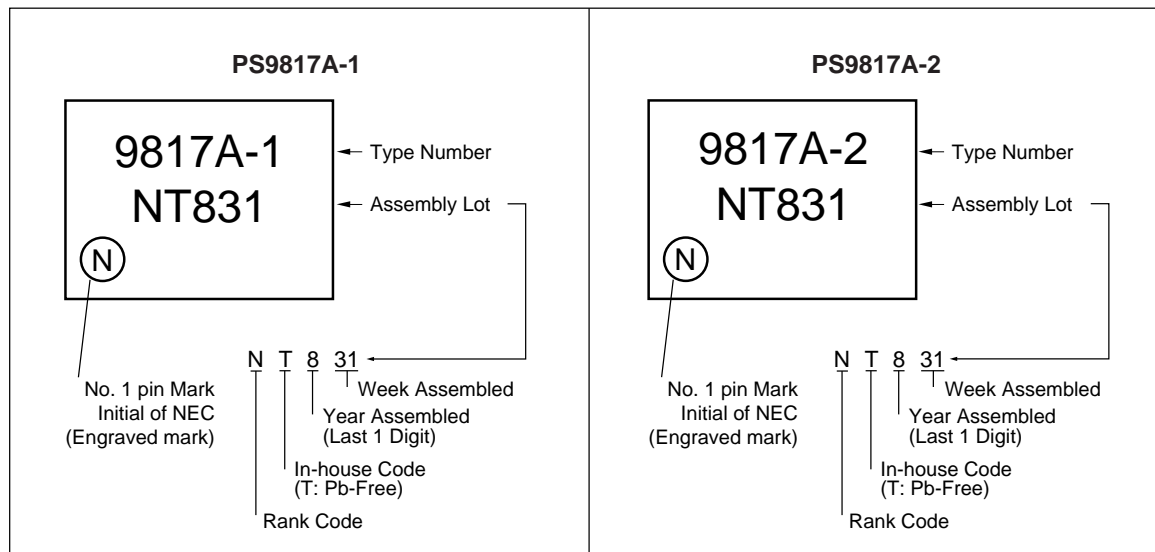 PS9817A-1
9817A-1
NT831
N
Type Number
Assembly Lot
N T 8 31
No. 1 pin Mark
Initial of NEC
(Engraved mark)
Week Assembled
Year Assembled
(Last 1 Digit)
In-house Code
(T: Pb-Free)
Rank Code
PS9817A-2
9817A-2
NT831
N
Type Number
Assembly Lot
N T 8 31
No. 1 pin Mark
Initial of NEC
(Engraved mark)
Week Assembled
Year Assembled
(Last 1 Digit)
In-house Code
(T: Pb-Free)
Rank Code